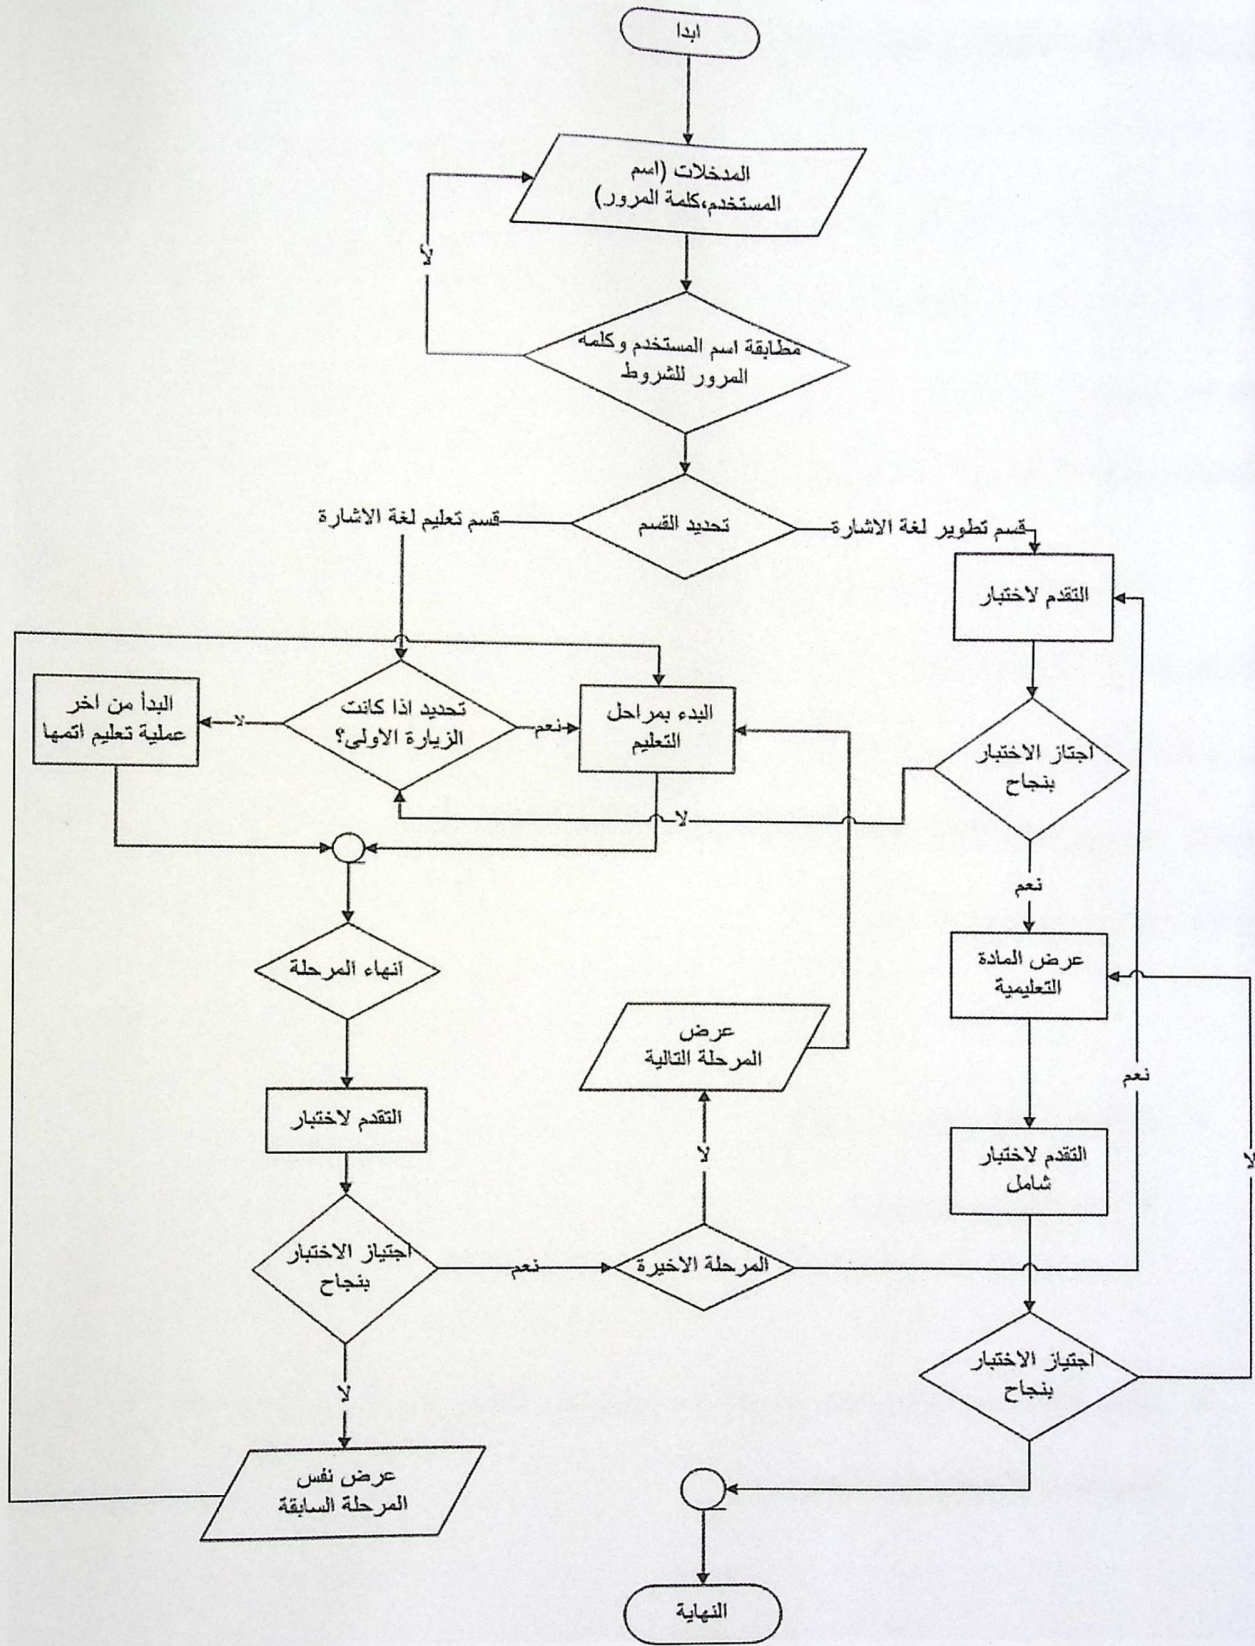 ابدا
المدخلات (اسم
المستخدم،كلمة المرور)
لا
مطابقة اسم المستخدم وكلمة
المرور للشروط
تحديد القسم
قسم تطوير لغة الاشارة
قسم تعليم لغة الاشارة
التقدم لاختبار
البدء بمراحل
التعليم
نعم
تحديد اذا كانت
الزيارة الاولى؟
لا
البدأ من اخر
عملية تعليم اتمها
اجتاز الاختبار
بنجاح
لا
نعم
عرض المادة
التعليمية
انهاء المرحلة
عرض
المرحلة التالية
نعم
التقدم لاختبار
التقدم لاختبار
شامل
لا
لا
اجتياز الاختبار
بنجاح
نعم
المرحلة الاخيرة
اجتياز الاختبار
بنجاح
لا
عرض نفس
المرحلة السابقة
النهاية